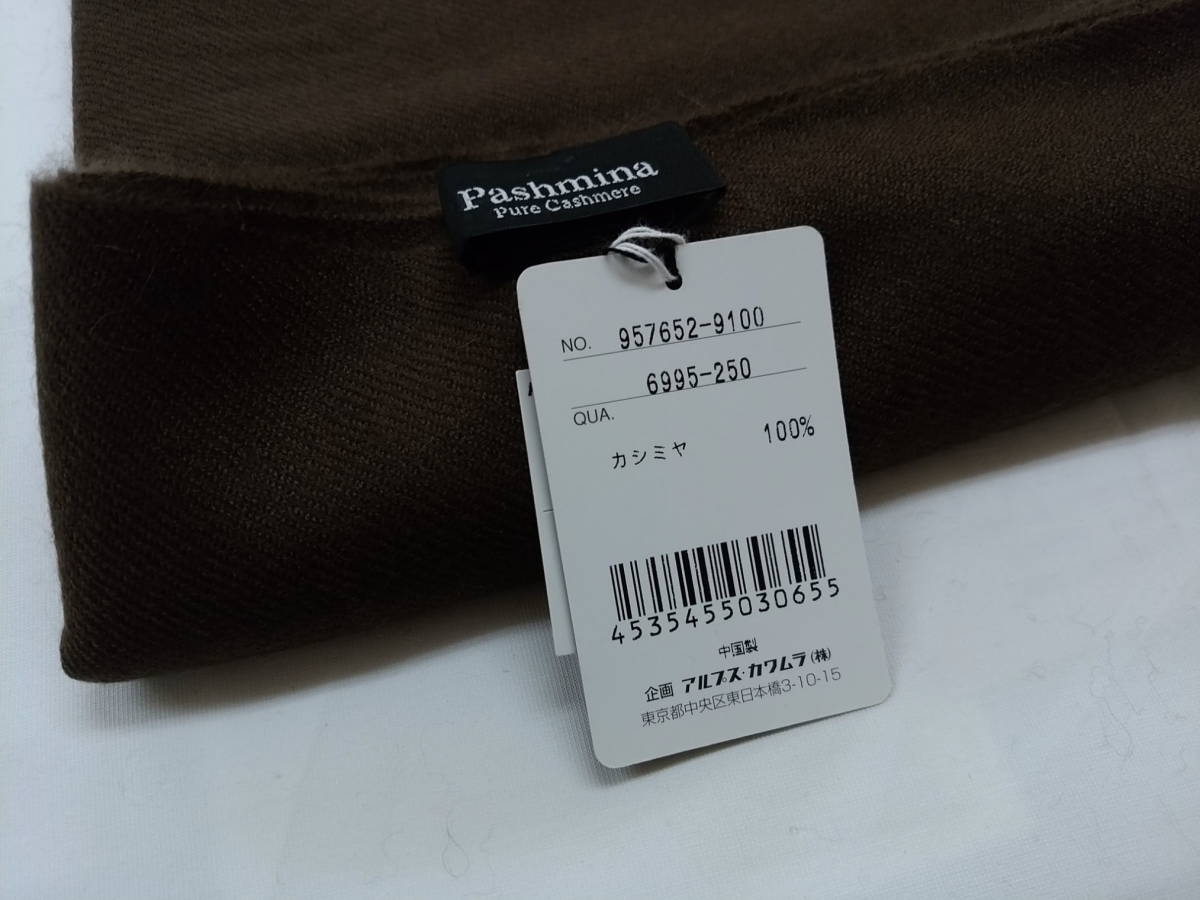 Pashmina
Pure Cashmere
NO. 957652-9100
6995-250
QUA.
カシミヤ 100%
4535455030655
中国製
企画 アルプス・カワムラ(株)
東京都中央区東日本橋3-10-15